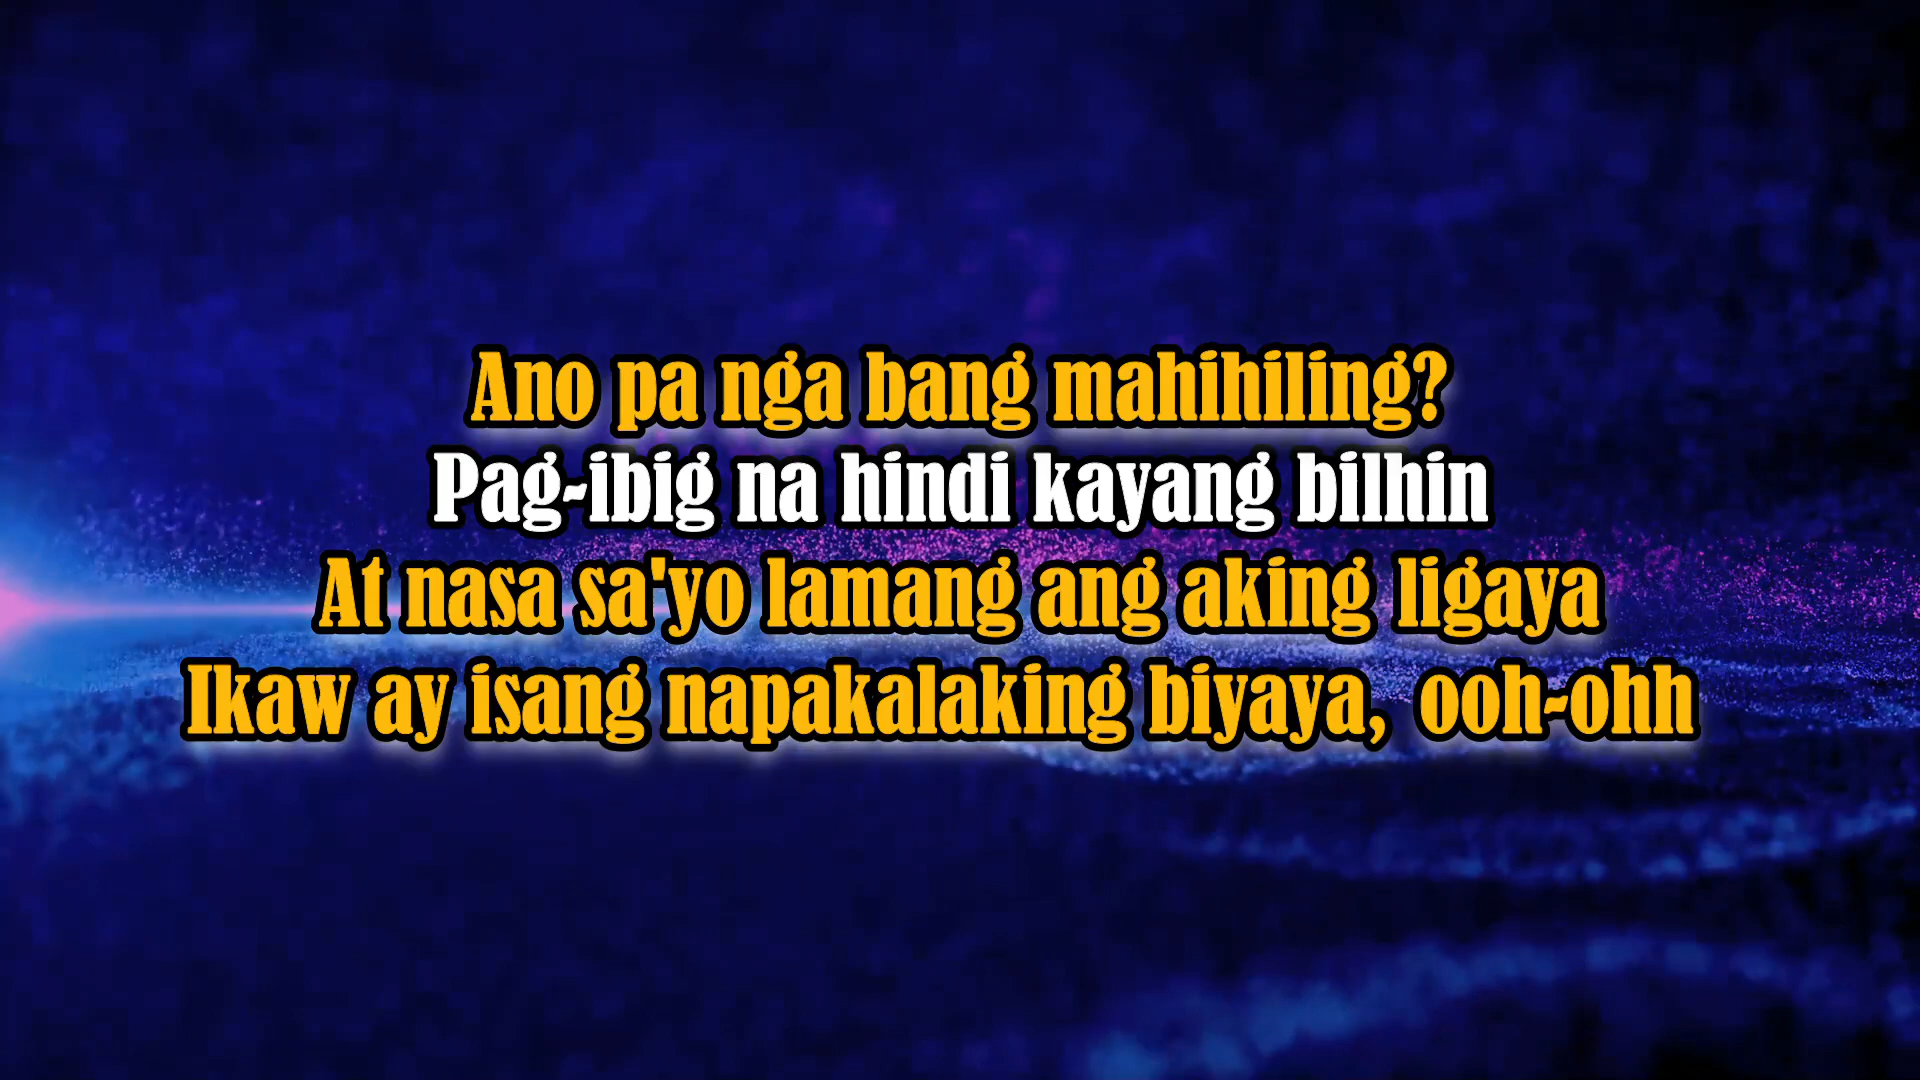 Ano pa nga bang mahihiling?
Pag-ibig na hindi kayang bilhin
At nasa sa'yo lamang ang aking ligaya
Ikaw ay isang napakalaking biyaya, ooh-ohh